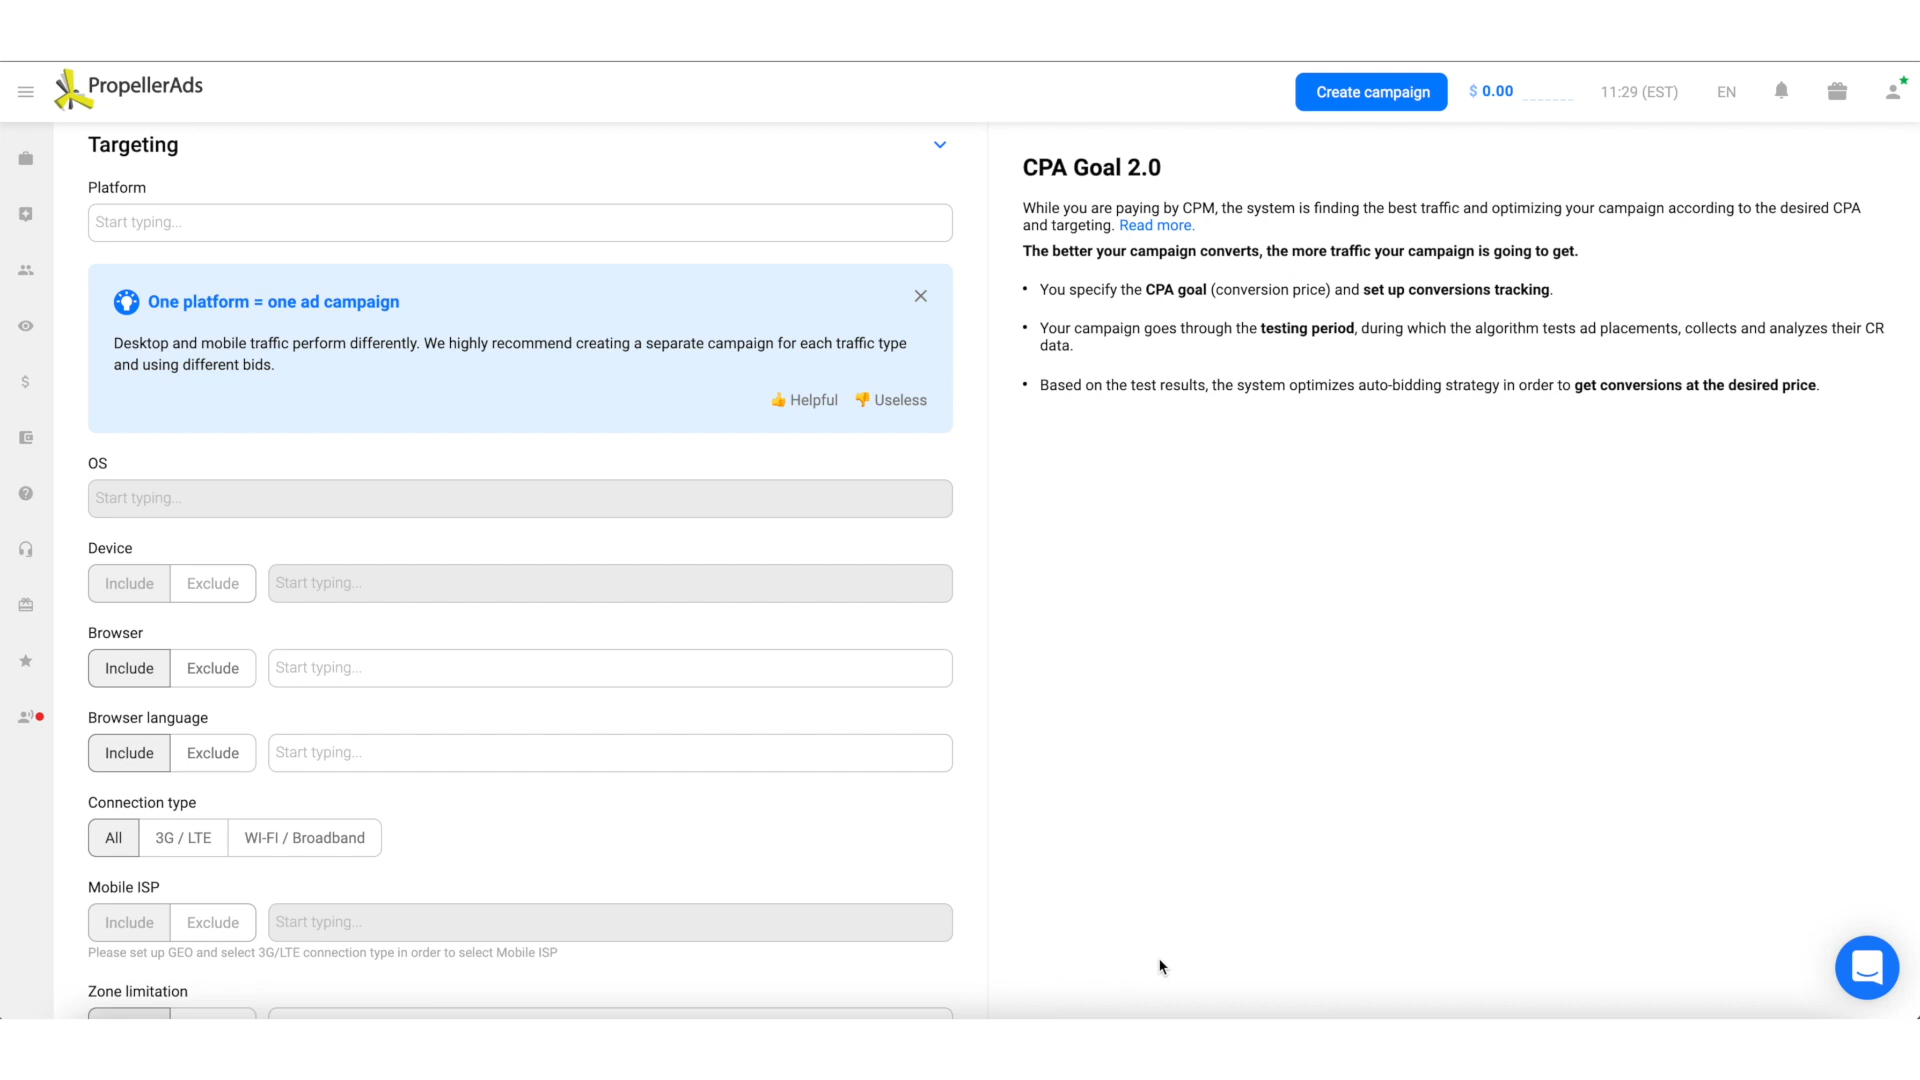 PropellerAds
Create campaign
$ 0.00
11:29 (EST)
EN
Targeting
Platform
Start typing...
One platform = one ad campaign
Desktop and mobile traffic perform differently. We highly recommend creating a separate campaign for each traffic type
and using different bids.
👍 Helpful
👎 Useless
OS
Start typing...
Device
Include
Exclude
Start typing...
Browser
Include
Exclude
Start typing...
Browser language
Include
Exclude
Start typing...
Connection type
All
3G / LTE
WI-FI / Broadband
Mobile ISP
Include
Exclude
Start typing...
Please set up GEO and select 3G/LTE connection type in order to select Mobile ISP
Zone limitation
CPA Goal 2.0
While you are paying by CPM, the system is finding the best traffic and optimizing your campaign according to the desired CPA
and targeting. Read more.
The better your campaign converts, the more traffic your campaign is going to get.
• You specify the CPA goal (conversion price) and set up conversions tracking.
• Your campaign goes through the testing period, during which the algorithm tests ad placements, collects and analyzes their CR
data.
• Based on the test results, the system optimizes auto-bidding strategy in order to get conversions at the desired price.